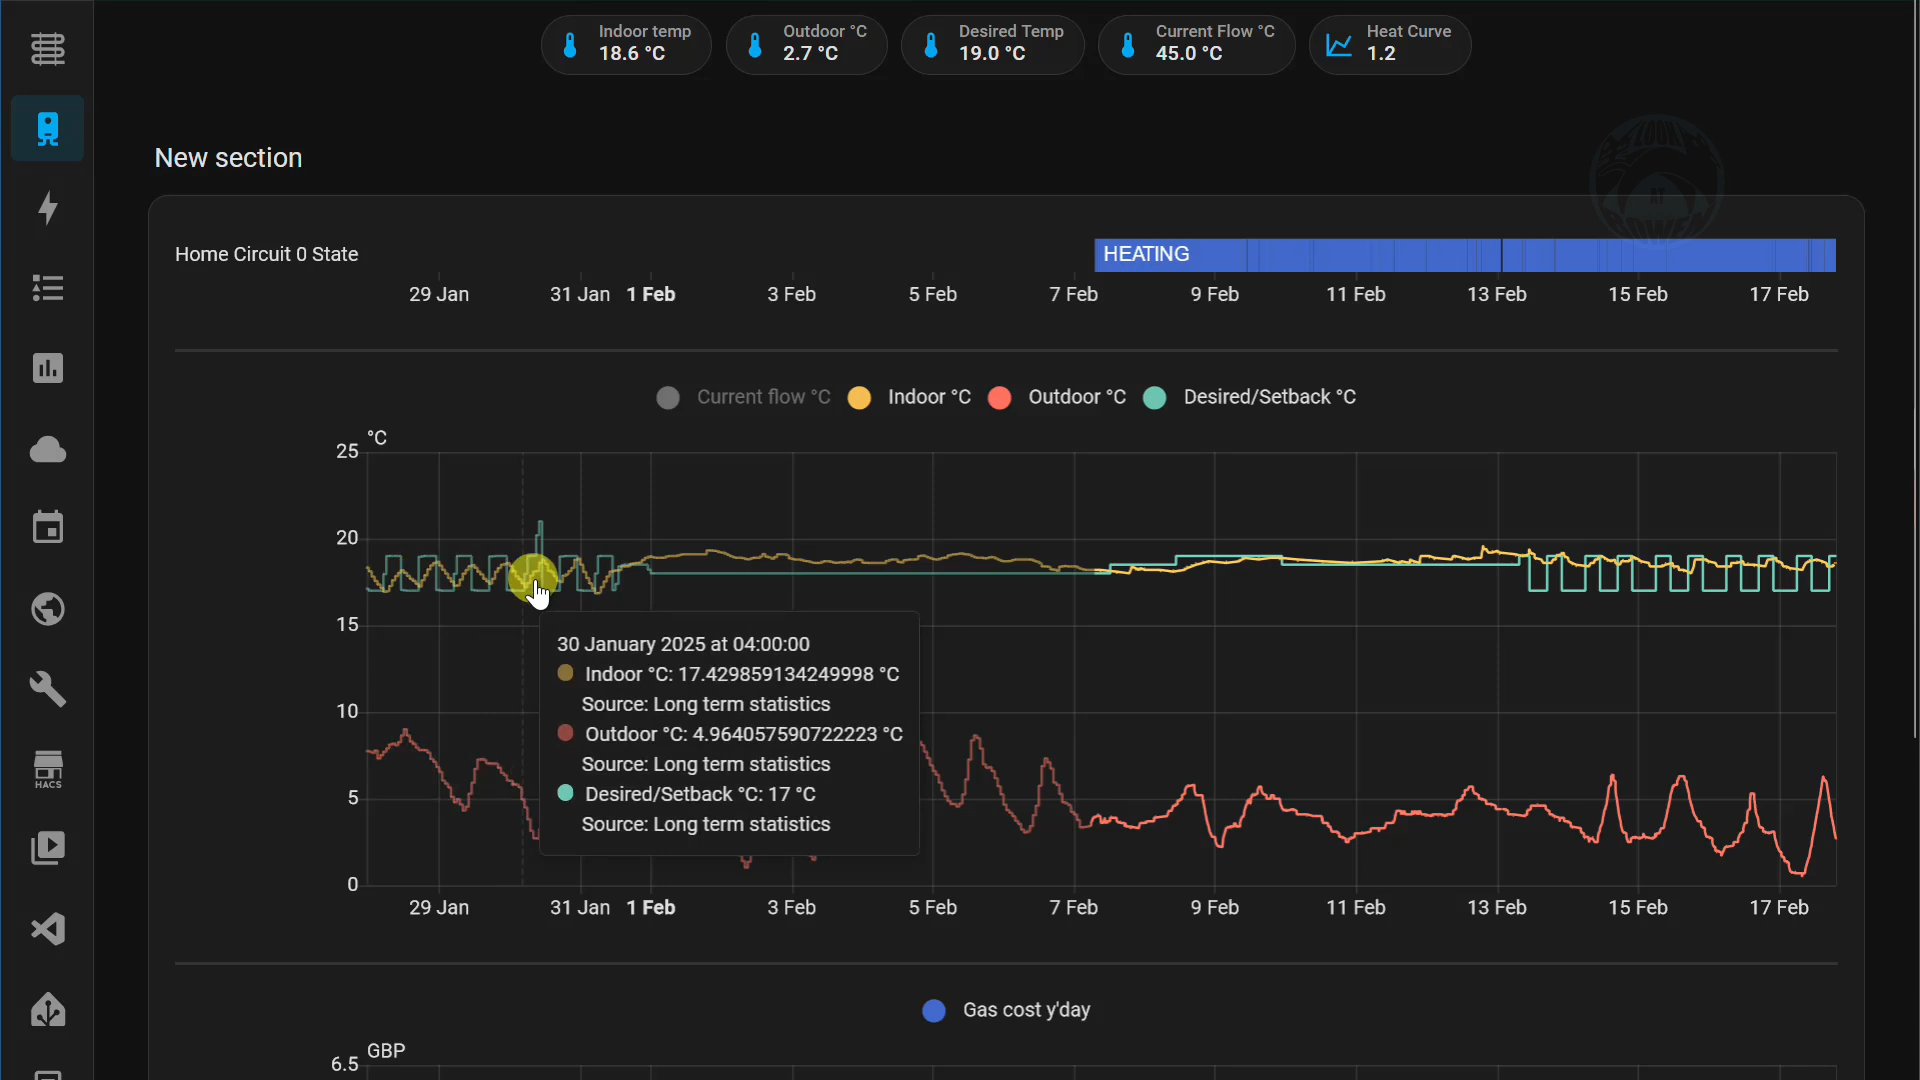 Indoor temp
18.6 °C
Outdoor °C
2.7 °C
Desired Temp
19.0 °C
Current Flow °C
45.0 °C
Heat Curve
1.2
New section
Home Circuit 0 State
HEATING
29 Jan 31 Jan 1 Feb 3 Feb 5 Feb 7 Feb 9 Feb 11 Feb 13 Feb 15 Feb 17 Feb
Current flow °C Indoor °C Outdoor °C Desired/Setback °C
°C
25
20
15
10
5
0
30 January 2025 at 04:00:00
Indoor °C: 17.429859134249998 °C
Source: Long term statistics
Outdoor °C: 4.964057590722223 °C
Source: Long term statistics
Desired/Setback °C: 17 °C
Source: Long term statistics
29 Jan 31 Jan 1 Feb 3 Feb 5 Feb 7 Feb 9 Feb 11 Feb 13 Feb 15 Feb 17 Feb
HACS
Gas cost y'day
GBP
6.5